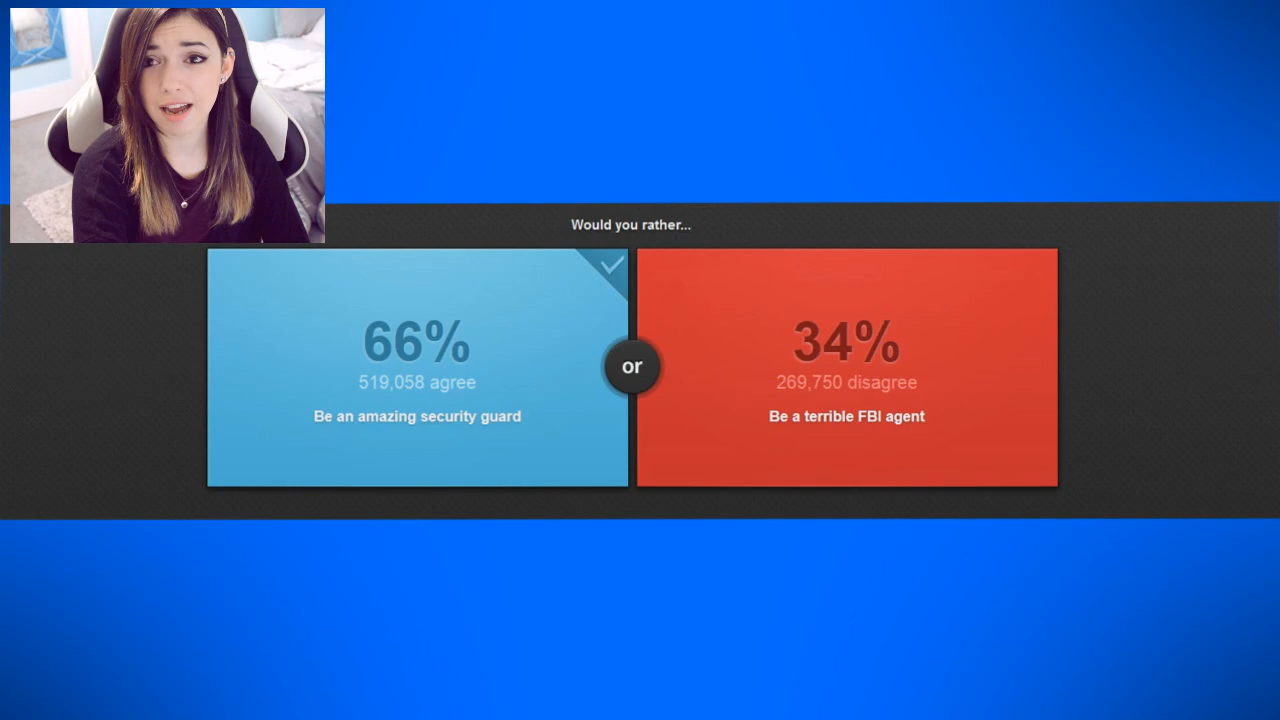 Would you rather...
66%
519,058 agree
Be an amazing security guard
or
34%
269,750 disagree
Be a terrible FBI agent